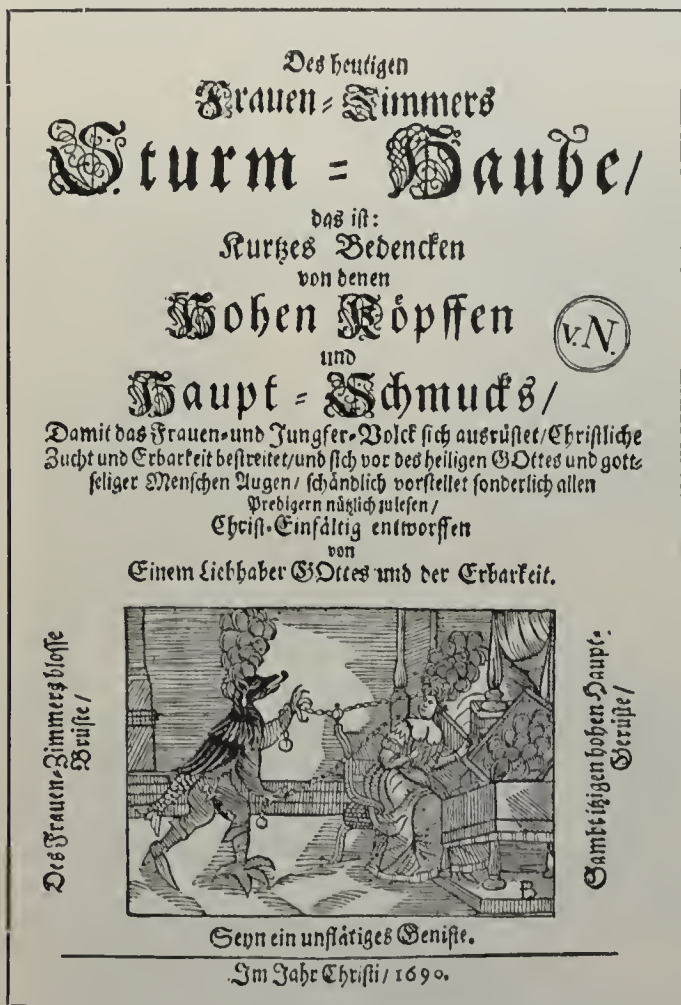 Des heutigen
Frauen-Zimmers
Sturm-Haube/
das ist:
Kurtzes Bedencken
von denen
Hohen Köpffen
und
Haupt-Schmucks/
Damit das Frauen-und Jungfer-Volck sich ausrüstet/Christliche
Zucht und Erbarkeit bestreitet/und sich vor des heiligen GOttes und gott-
seliger Menschen Augen/ schändlich vorstellet sonderlich allen
Predigern nützlich zulesen/
Christ-Einfältig entworffen
von
Einem Liebhaber GOttes und der Erbarkeit.
v.N.
Des Frauen-Zimmers blosse
Brüste/
Sambt itzigen hohen Haupt-
Gerüste/
B
Seyn ein unflätiges Geniste.
Im Jahr Christi/ 1690.